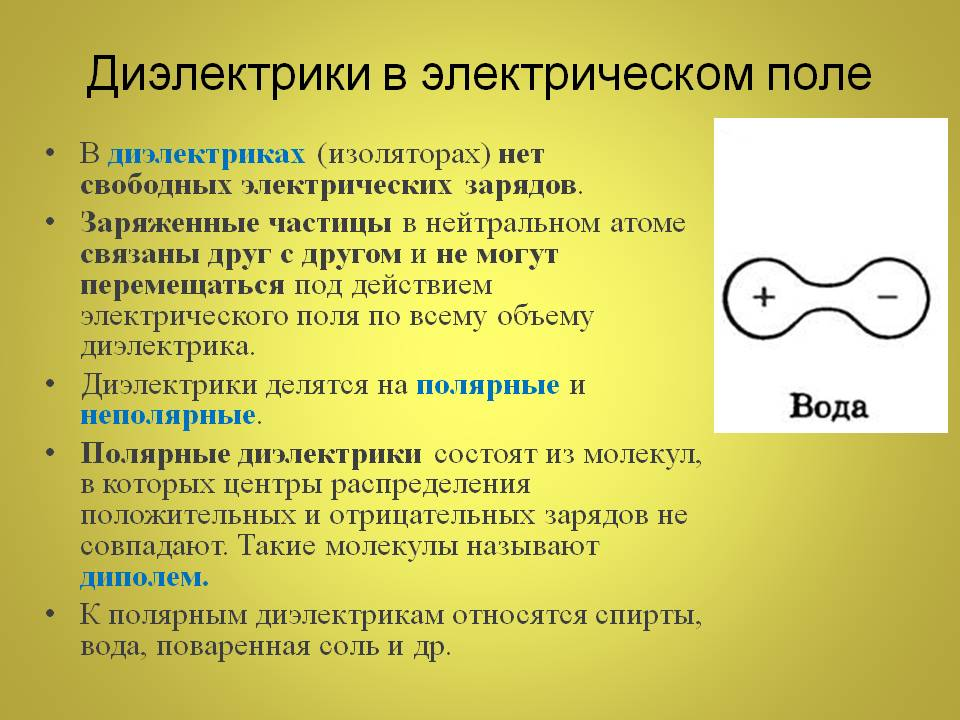 Диэлектрики в электрическом поле
• В диэлектриках (изоляторах) нет
свободных электрических зарядов.
• Заряженные частицы в нейтральном атоме
связаны друг с другом и не могут
перемещаться под действием
электрического поля по всему объему
диэлектрика.
• Диэлектрики делятся на полярные и
неполярные.
• Полярные диэлектрики состоят из молекул,
в которых центры распределения
положительных и отрицательных зарядов не
совпадают. Такие молекулы называют
диполем.
• К полярным диэлектрикам относятся спирты,
вода, поваренная соль и др.
+ −
Вода